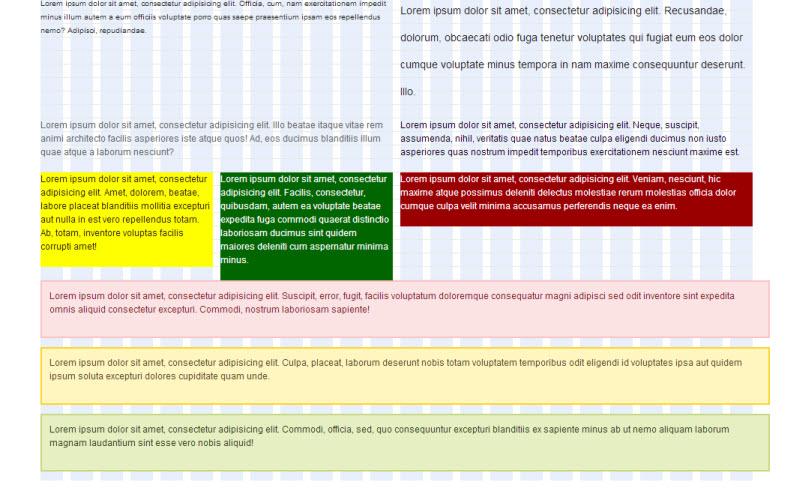 Lorem ipsum dolor sit amet, consectetur adipisicing elit. Officia, cum, nam exercitationem impedit
minus illum autem a eum officiis voluptate porro quas saepe praesentium ipsam eos repellendus
nemo? Adipisci, repudiandae.
Lorem ipsum dolor sit amet, consectetur adipisicing elit. Recusandae,
dolorum, obcaecati odio fuga tenetur voluptates qui fugiat eum eos dolor
cumque voluptate minus tempora in nam maxime consequuntur deserunt.
Illo.
Lorem ipsum dolor sit amet, consectetur adipisicing elit. Illo beatae itaque vitae rem
animi architecto facilis asperiores iste atque quos! Ad, eos ducimus blanditiis illum
quae atque a laborum nesciunt?
Lorem ipsum dolor sit amet, consectetur adipisicing elit. Neque, suscipit,
assumenda, nihil, veritatis quae natus beatae culpa eligendi ducimus non iusto
asperiores quas nostrum impedit temporibus exercitationem nesciunt maxime est.
Lorem ipsum dolor sit amet, consectetur
adipisicing elit. Amet, dolorem, beatae,
labore placeat blanditiis mollitia excepturi
aut nulla in est vero repellendus totam.
Ab, totam, inventore voluptas facilis
corrupti amet!
Lorem ipsum dolor sit amet, consectetur
adipisicing elit. Facilis, consectetur,
quibusdam, autem ea voluptate beatae
expedita fuga commodi quaerat distinctio
laboriosam ducimus sint quidem
maiores deleniti cum aspernatur minima
minus.
Lorem ipsum dolor sit amet, consectetur adipisicing elit. Veniam, nesciunt, hic
maxime atque possimus deleniti delectus molestiae rerum molestias officia dolor
cumque culpa velit minima accusamus perferendis neque ea enim.
Lorem ipsum dolor sit amet, consectetur adipisicing elit. Suscipit, error, fugit, facilis voluptatum doloremque consequatur magni adipisci sed odit inventore sint expedita
omnis aliquid consectetur excepturi. Commodi, nostrum laboriosam sapiente!
Lorem ipsum dolor sit amet, consectetur adipisicing elit. Culpa, placeat, laborum deserunt nobis totam voluptatem temporibus odit eligendi id voluptates ipsa aut quidem
ipsum soluta excepturi dolores cupiditate quam unde.
Lorem ipsum dolor sit amet, consectetur adipisicing elit. Commodi, officia, sed, quo consequuntur excepturi blanditiis ex sapiente minus ab ut nemo aliquam laborum
magnam laudantium sint esse vero nobis aliquid!